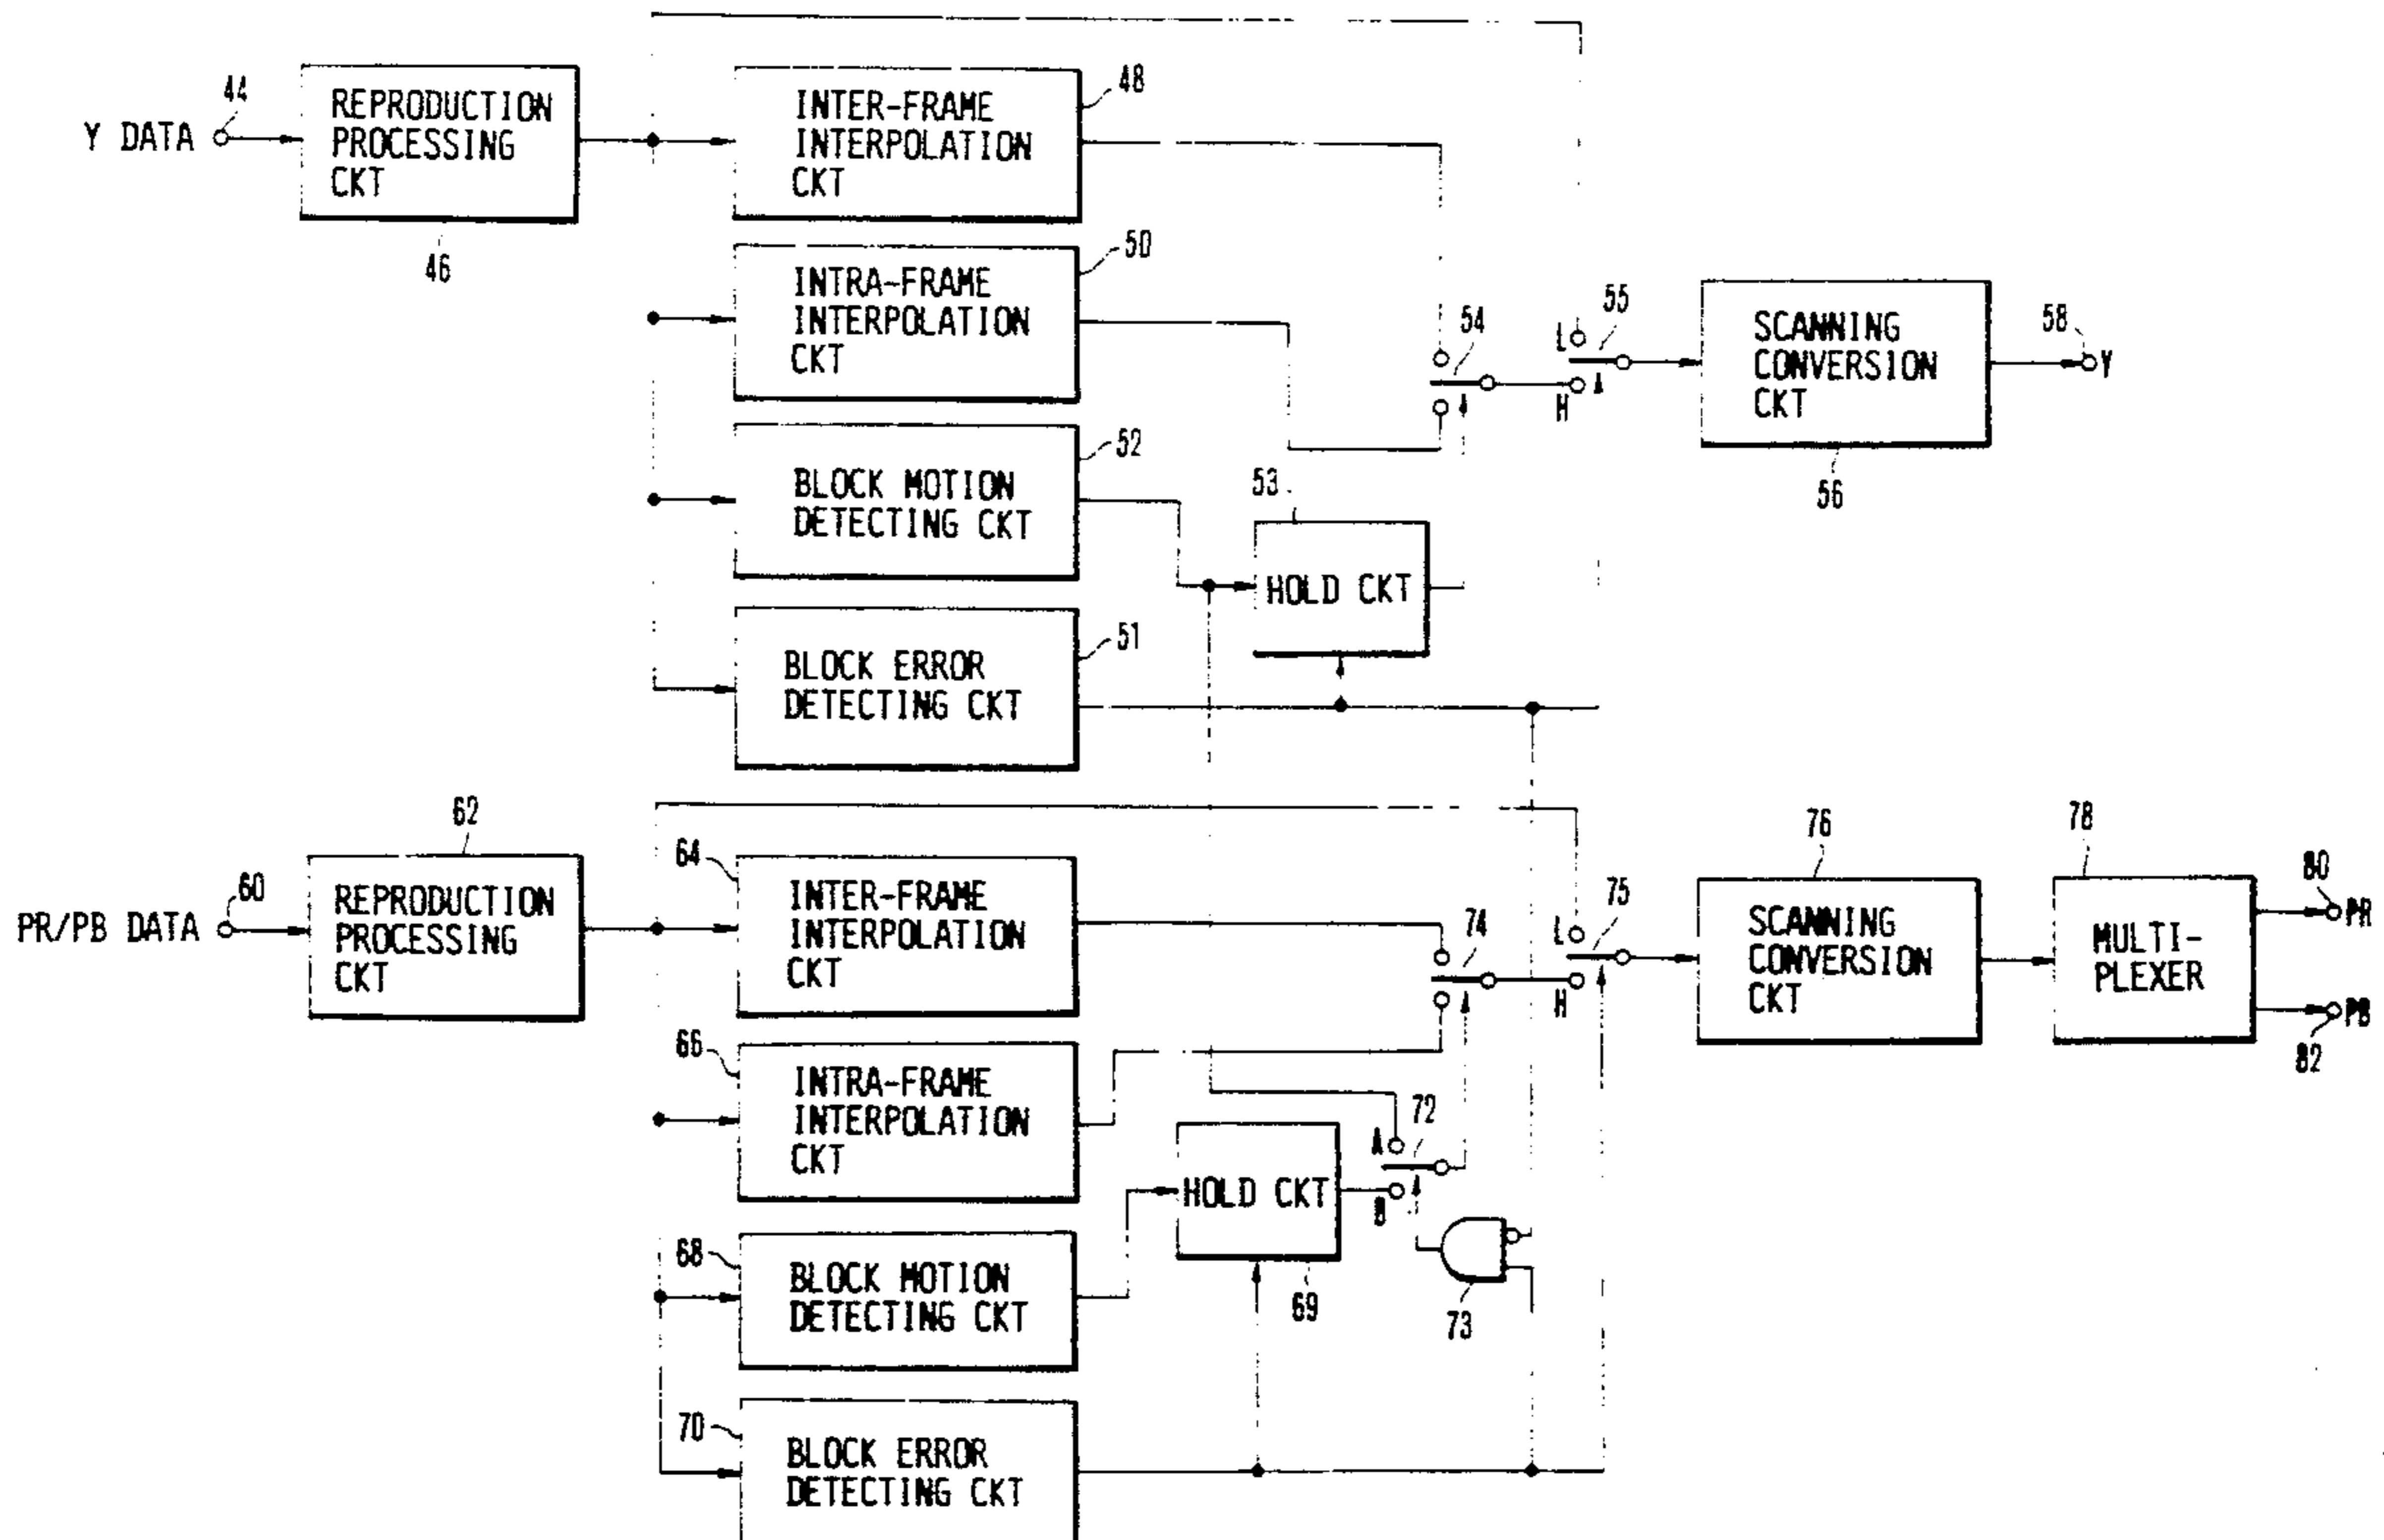 44
Y DATA
REPRODUCTION
PROCESSING
CKT
46
INTER-FRAME
INTERPOLATION
CKT
48
INTRA-FRAME
INTERPOLATION
CKT
50
BLOCK MOTION
DETECTING CKT
52
BLOCK ERROR
DETECTING CKT
51
53
HOLD CKT
54
L
55
H
SCANNING
CONVERSION
CKT
56
58
Y
PR/PB DATA
60
62
REPRODUCTION
PROCESSING
CKT
64
INTER-FRAME
INTERPOLATION
CKT
66
INTRA-FRAME
INTERPOLATION
CKT
68
BLOCK MOTION
DETECTING CKT
70
BLOCK ERROR
DETECTING CKT
HOLD CKT
69
A
72
B
73
74
L
75
H
76
SCANNING
CONVERSION
CKT
78
MULTI-
PLEXER
80
PR
PB
82